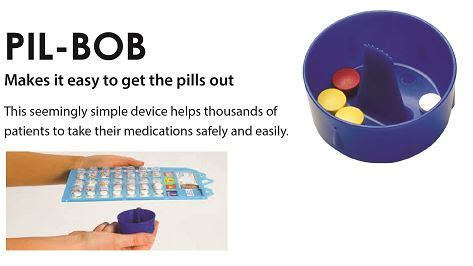 PIL-BOB
Makes it easy to get the pills out
This seemingly simple device helps thousands of
patients to take their medications safely and easily.